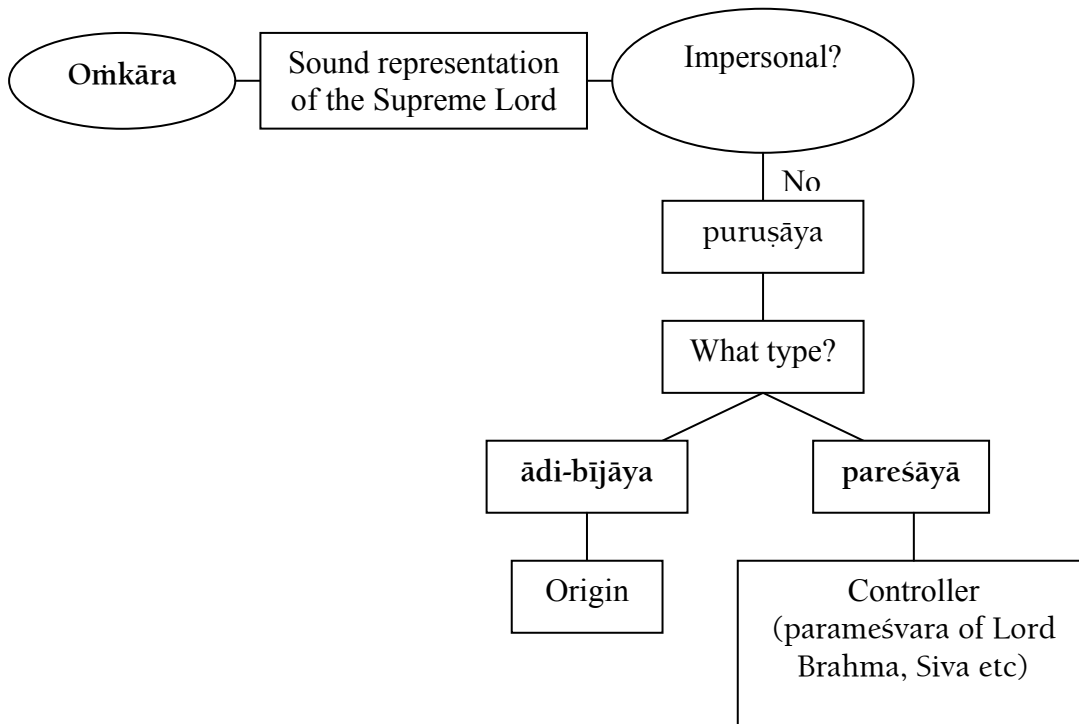 Oṁkāra
Sound representation
of the Supreme Lord
Impersonal?
No
puruṣāya
What type?
ādi-bījāya
pareśāyā
Origin
Controller
(parameśvara of Lord
Brahma, Siva etc)